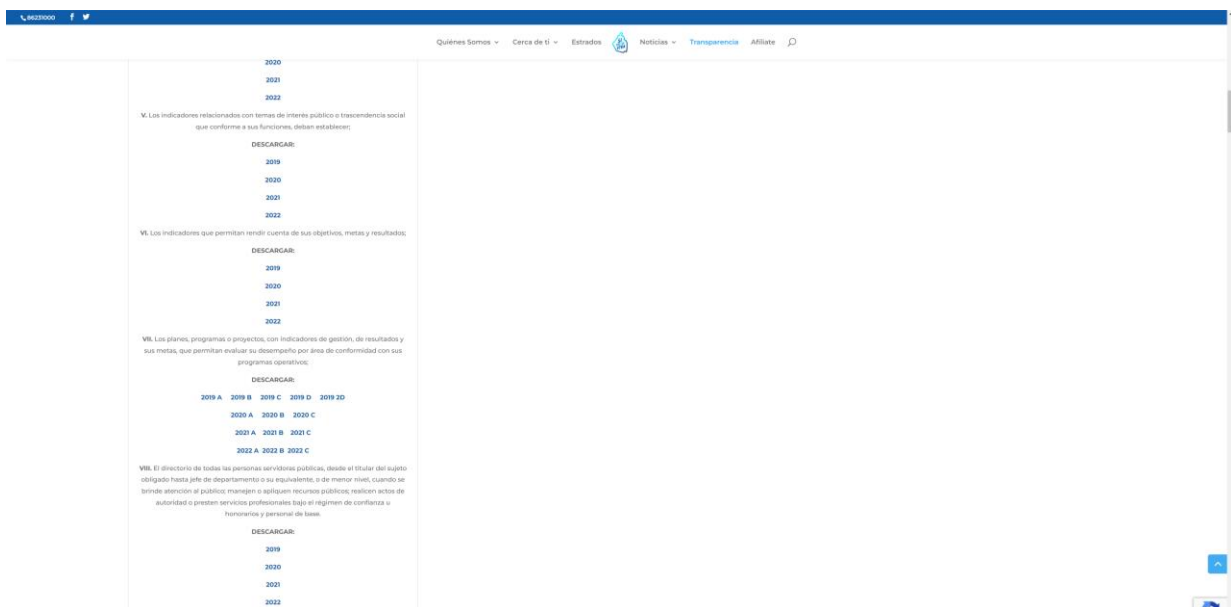 86231000
Quiénes Somos Cerca de ti Estrados Noticias Transparencia Afíliate
2020
2021
2022
V. Los indicadores relacionados con temas de interés público o trascendencia social
que conforme a sus funciones, deban establecer;
DESCARGAR:
2019
2020
2021
2022
VI. Los indicadores que permitan rendir cuenta de sus objetivos, metas y resultados;
DESCARGAR:
2019
2020
2021
2022
VII. Los planes, programas o proyectos, con indicadores de gestión, de resultados y
sus metas, que permitan evaluar su desempeño por área de conformidad con sus
programas operativos;
DESCARGAR:
2019 A 2019 B 2019 C 2019 D 2019 2D
2020 A 2020 B 2020 C
2021 A 2021 B 2021 C
2022 A 2022 B 2022 C
VIII. El directorio de todas las personas servidoras públicas, desde el titular del sujeto
obligado hasta jefe de departamento o su equivalente, o de menor nivel, cuando se
brinde atención al público; manejen o apliquen recursos públicos; realicen actos de
autoridad o presten servicios profesionales bajo el régimen de confianza u
honorarios y personal de base.
DESCARGAR:
2019
2020
2021
2022